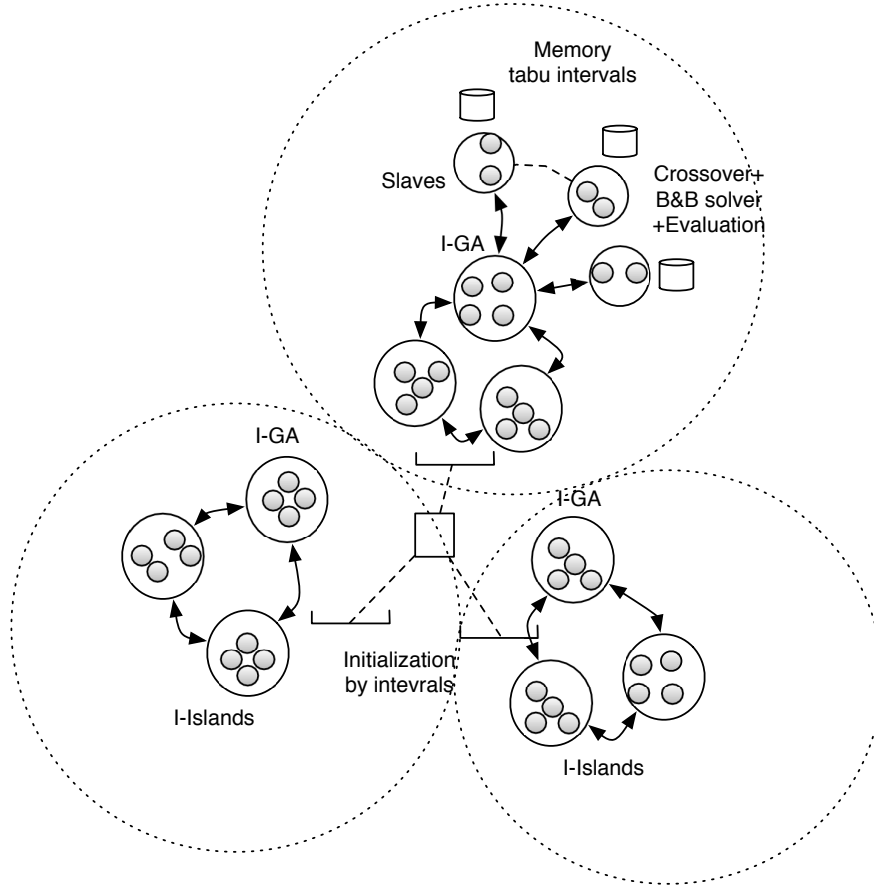 Memory
tabu intervals
Slaves
Crossover+
B&B solver
+Evaluation
I-GA
I-GA
I-GA
Initialization
by intevrals
I-Islands
I-Islands